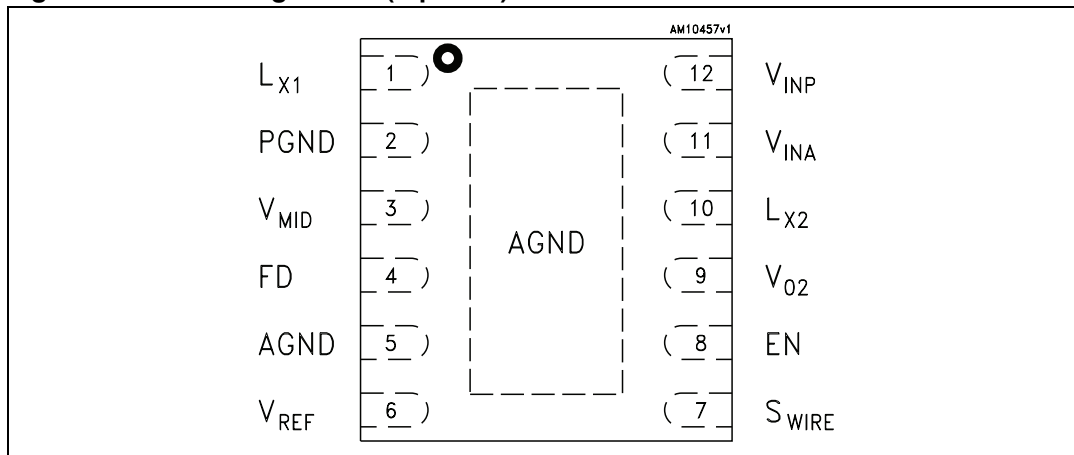 AM10457v1
LX1 1 12 VINP
PGND 2 11 VINA
VMID 3 10 LX2
AGND
FD 4 9 VO2
AGND 5 8 EN
VREF 6 7 SWIRE